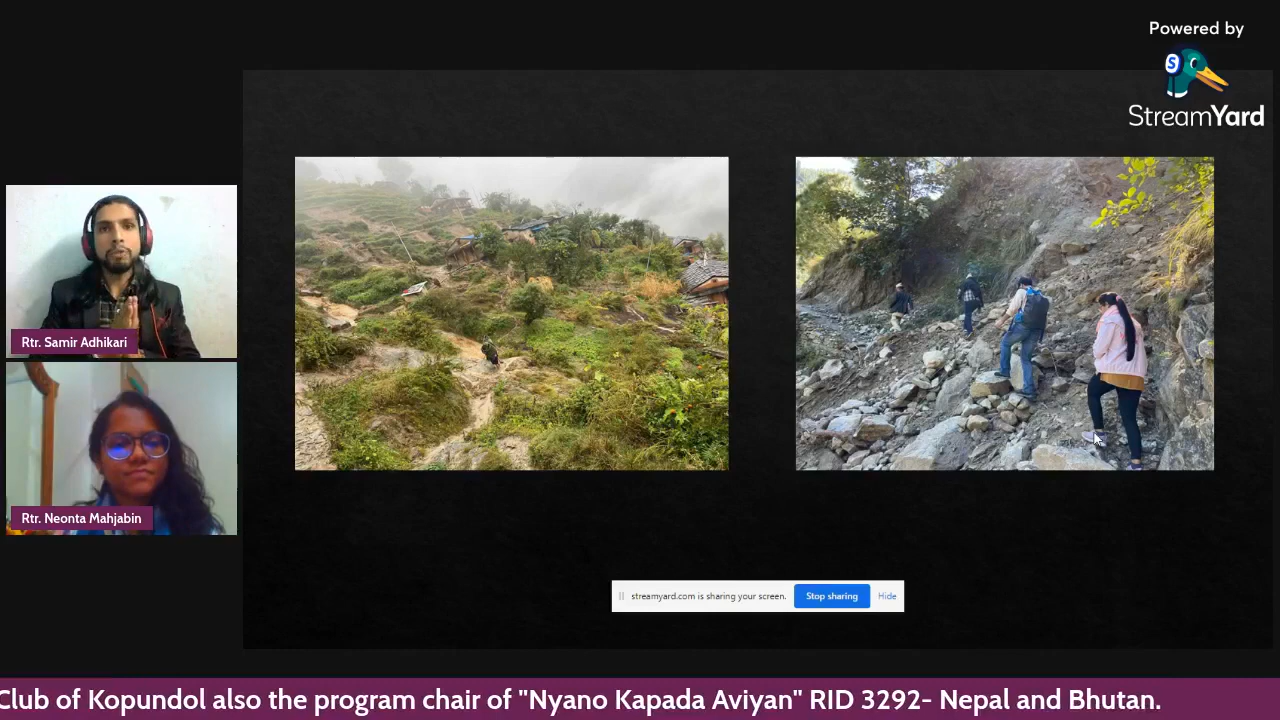 Powered by
StreamYard
Rtr. Samir Adhikari
Rtr. Neonta Mahjabin
streamyard.com is sharing your screen. Stop sharing Hide
Club of Kopundol also the program chair of "Nyano Kapada Aviyan" RID 3292- Nepal and Bhutan.